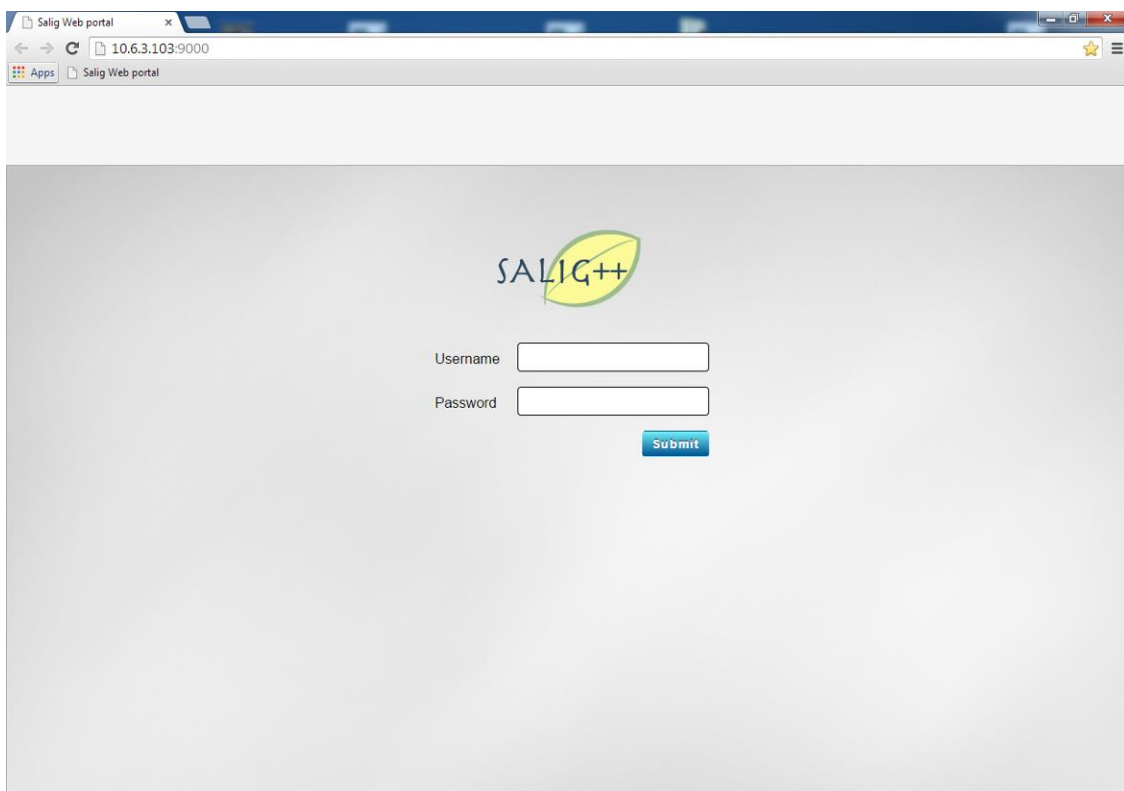 Salig Web portal
10.6.3.103:9000
Apps Salig Web portal
SALIG++
Username
Password
Submit